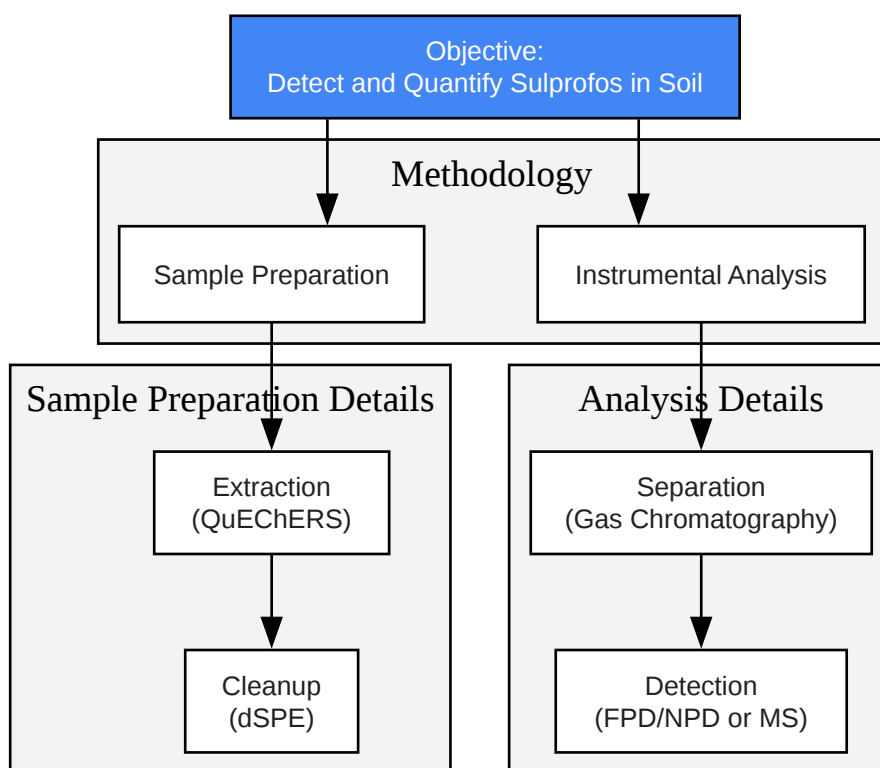 Objective:
Detect and Quantify Sulprofos in Soil
Methodology
Sample Preparation
Instrumental Analysis
Sample Preparation Details
Analysis Details
Extraction
(QuEChERS)
Separation
(Gas Chromatography)
Cleanup
(dSPE)
Detection
(FPD/NPD or MS)